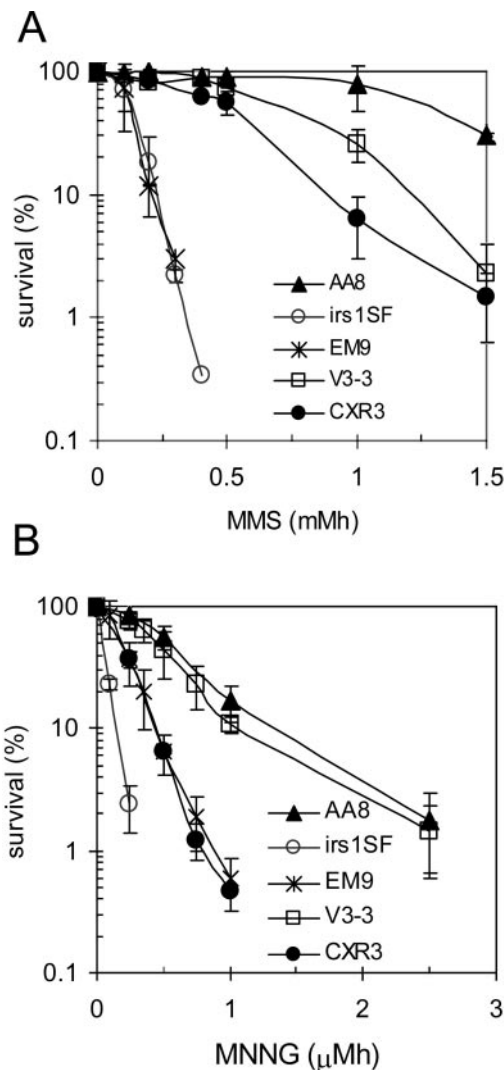 A
100
10
1
0.1
survival (%)
0
0.5
1
1.5
MMS (mMh)
AA8
irs1SF
EM9
V3-3
CXR3
B
100
10
1
0.1
survival (%)
0
1
2
3
MNNG (μMh)
AA8
irs1SF
EM9
V3-3
CXR3